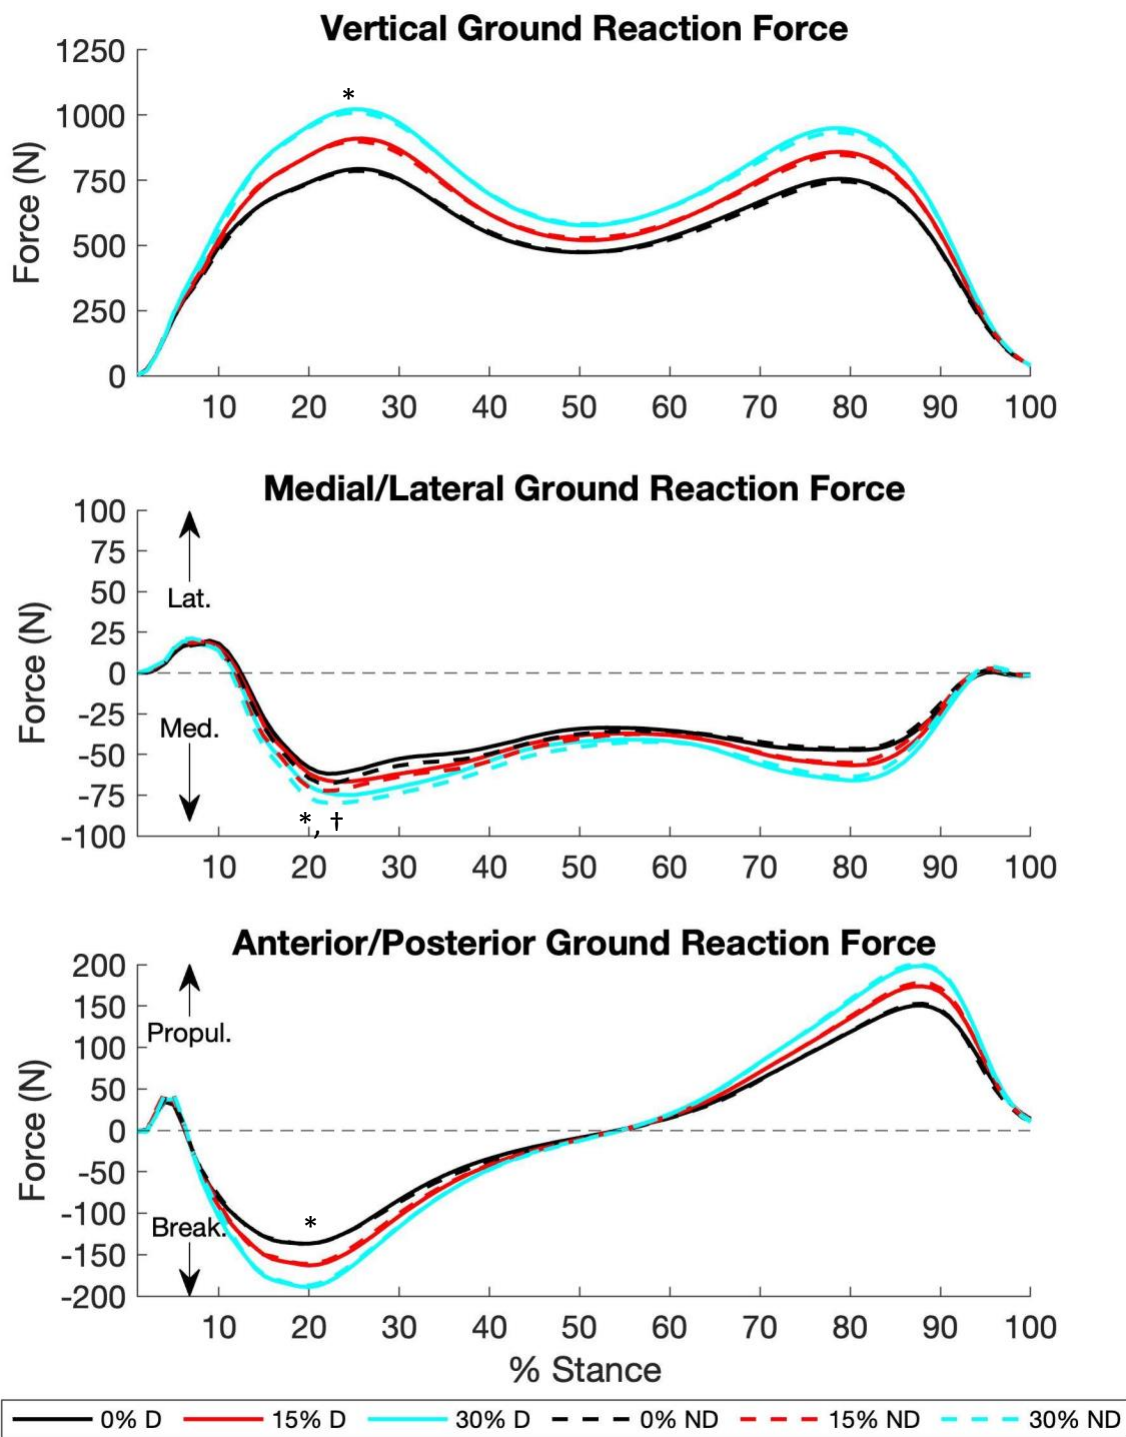 Vertical Ground Reaction Force
1250
1000
750
500
250
0
Force (N)
*
10 20 30 40 50 60 70 80 90 100
Medial/Lateral Ground Reaction Force
100
75
50
25
0
-25
-50
-75
-100
Force (N)
Lat.
Med.
*, †
10 20 30 40 50 60 70 80 90 100
Anterior/Posterior Ground Reaction Force
200
150
100
50
0
-50
-100
-150
-200
Force (N)
Propul.
Break.
*
10 20 30 40 50 60 70 80 90 100
% Stance
0% D 15% D 30% D 0% ND 15% ND 30% ND